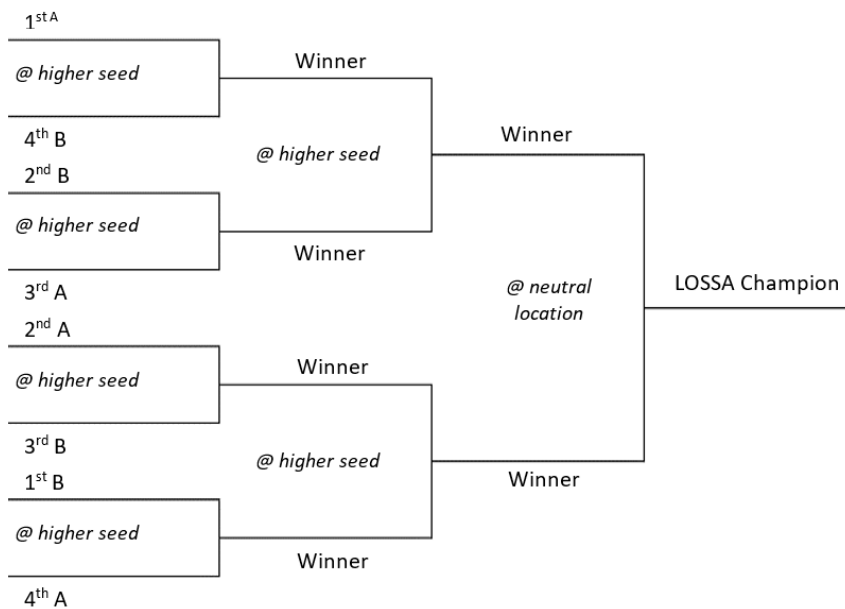 1st A
@ higher seed
Winner
4th B
@ higher seed
Winner
2nd B
@ higher seed
Winner
3rd A
@ neutral
location
LOSSA Champion
2nd A
@ higher seed
Winner
3rd B
@ higher seed
1st B
Winner
@ higher seed
Winner
4th A